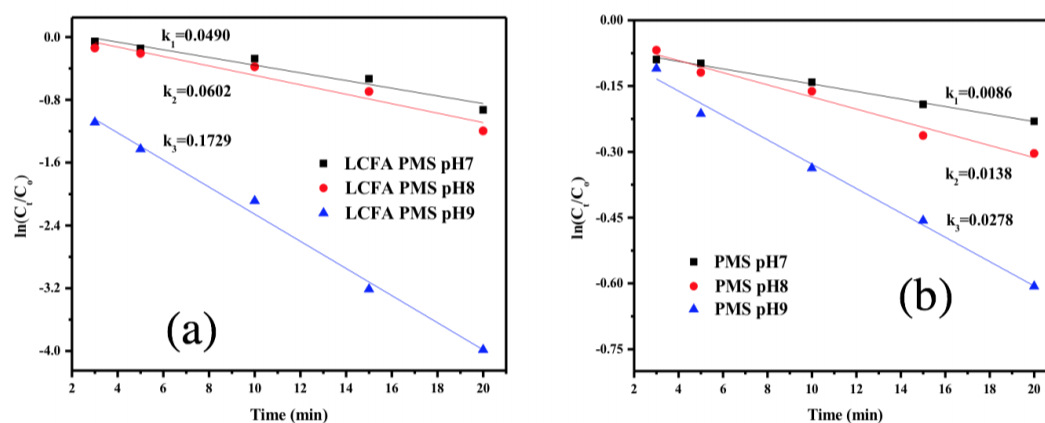 0.0
-0.8
-1.6
-2.4
-3.2
-4.0
ln(Cₜ/Cₒ)
k₁=0.0490
k₂=0.0602
k₃=0.1729
LCFA PMS pH7
LCFA PMS pH8
LCFA PMS pH9
(a)
2 4 6 8 10 12 14 16 18 20
Time (min)
0.00
-0.15
-0.30
-0.45
-0.60
-0.75
ln(Cₜ/Cₒ)
k₁=0.0086
k₂=0.0138
k₃=0.0278
PMS pH7
PMS pH8
PMS pH9
(b)
2 4 6 8 10 12 14 16 18 20
Time (min)